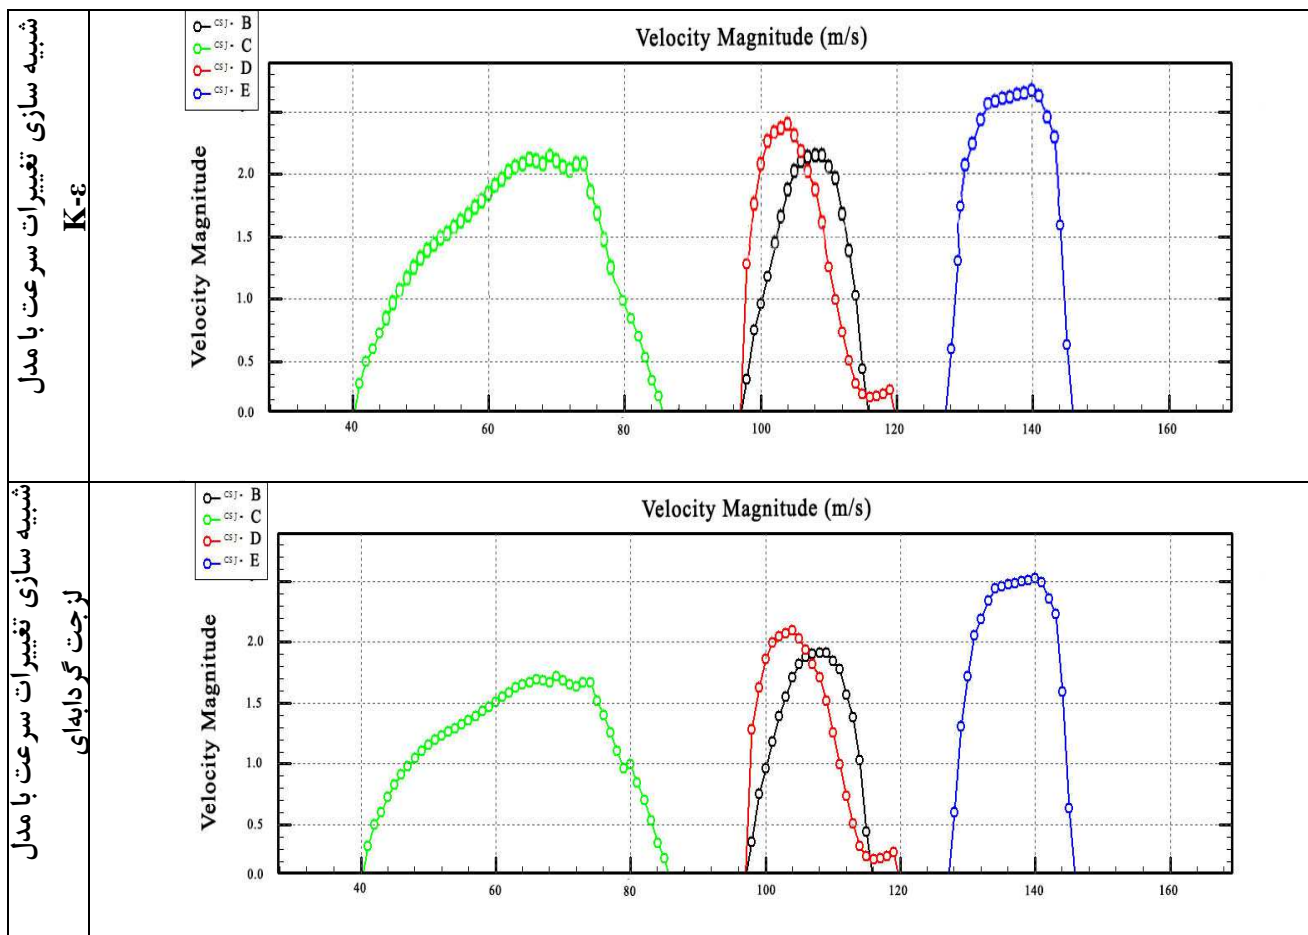 شبیه سازی تغییرات سرعت با مدل
K-ε
CSJ- B
CSJ- C
CSJ- D
CSJ- E
Velocity Magnitude (m/s)
Velocity Magnitude
2.0
1.5
1.0
0.5
0.0
40 60 80 100 120 140 160
شبیه سازی تغییرات سرعت با مدل
لزجت گردابه‌ای
CSJ- B
CSJ- C
CSJ- D
CSJ- E
Velocity Magnitude (m/s)
Velocity Magnitude
2.0
1.5
1.0
0.5
0.0
40 60 80 100 120 140 160